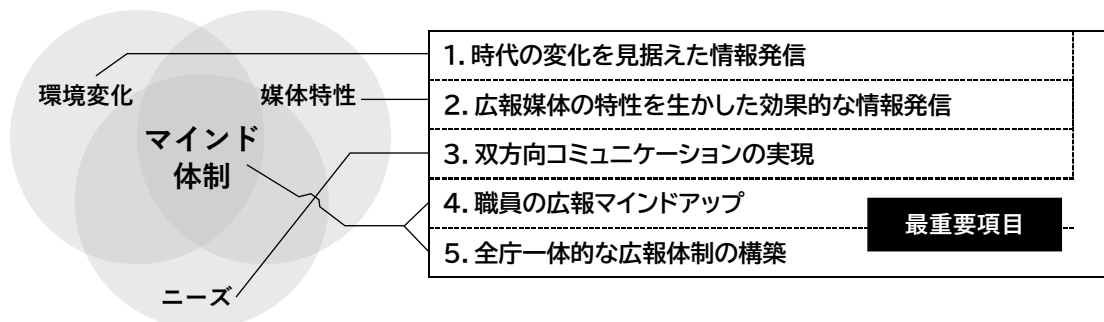 環境変化
媒体特性
マインド
体制
ニーズ
1. 時代の変化を見据えた情報発信
2. 広報媒体の特性を生かした効果的な情報発信
3. 双方向コミュニケーションの実現
4. 職員の広報マインドアップ
5. 全庁一体的な広報体制の構築
最重要項目